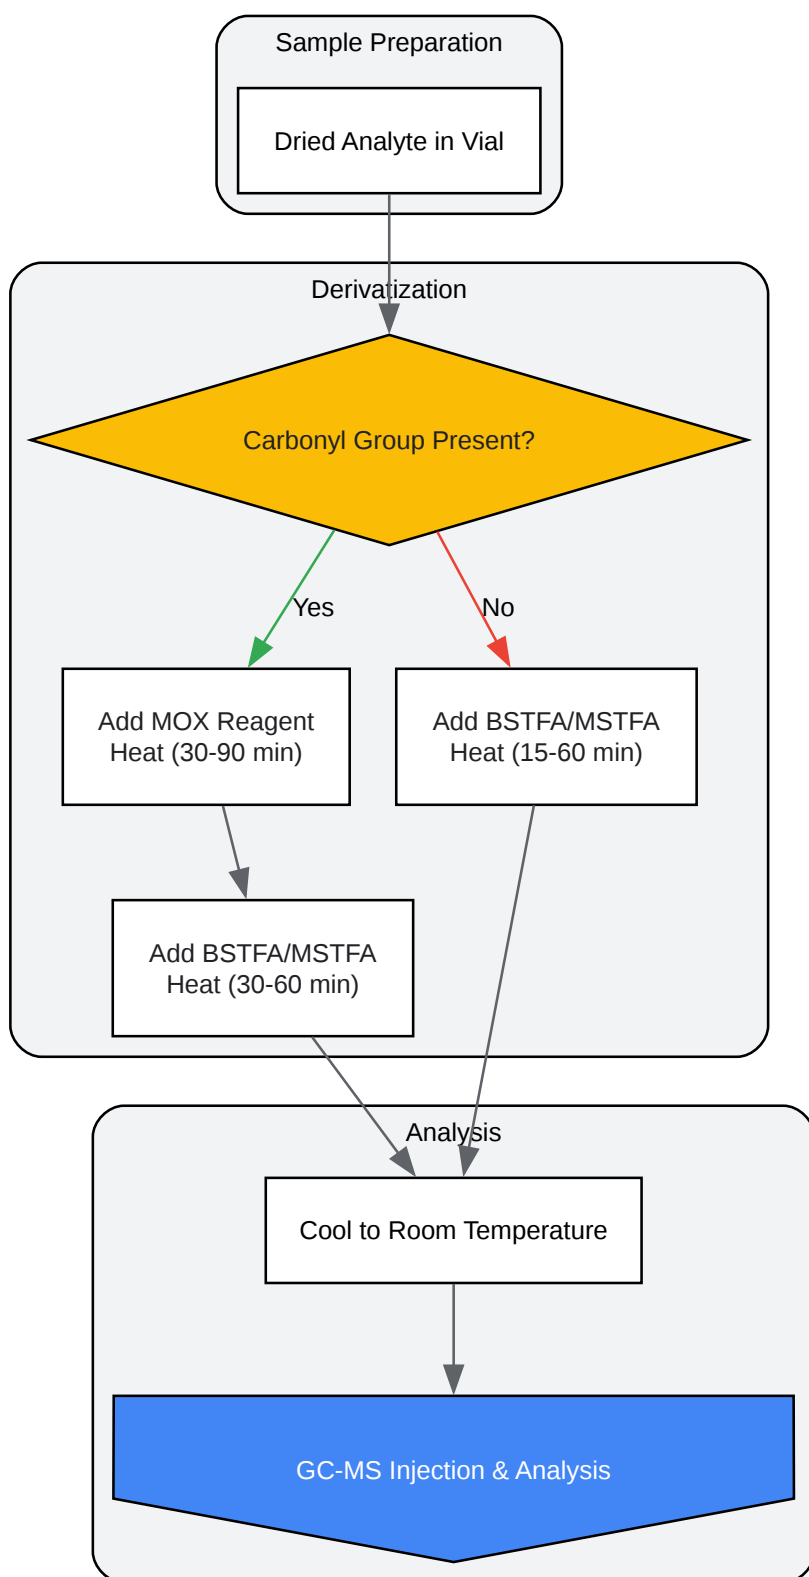 Sample Preparation
Dried Analyte in Vial
Derivatization
Carbonyl Group Present?
Yes
No
Add MOX Reagent
Heat (30-90 min)
Add BSTFA/MSTFA
Heat (15-60 min)
Add BSTFA/MSTFA
Heat (30-60 min)
Analysis
Cool to Room Temperature
GC-MS Injection & Analysis